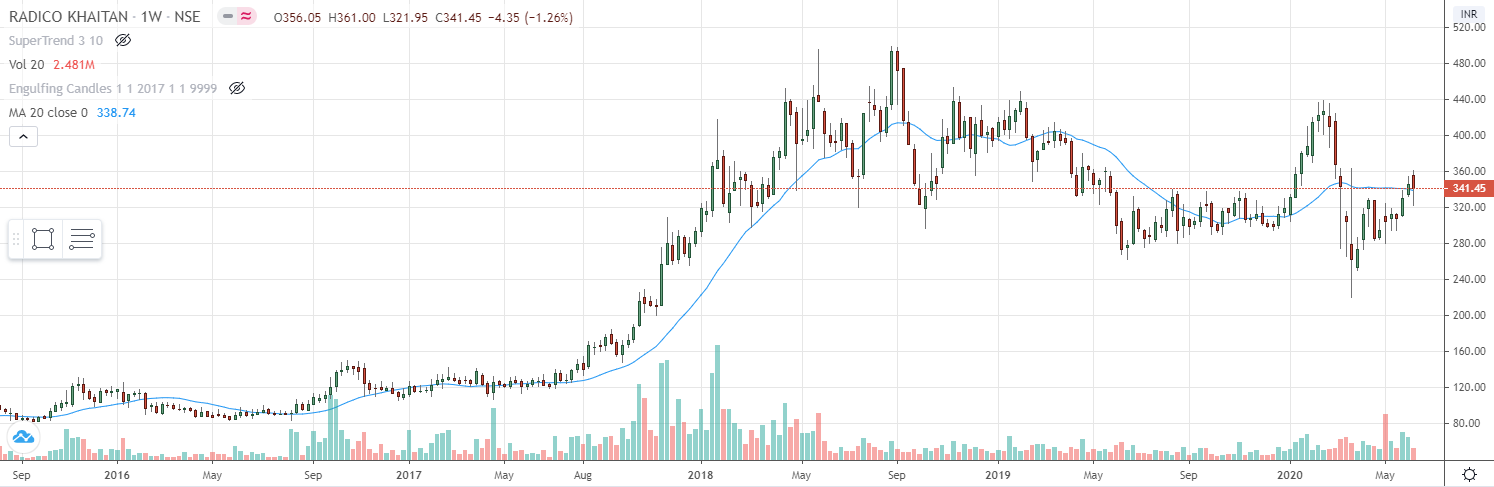 RADICO KHAITAN · 1W · NSE O356.05 H361.00 L321.95 C341.45 −4.35 (−1.26%)
SuperTrend 3 10
Vol 20 2.481M
Engulfing Candles 1 1 2017 1 1 9999
MA 20 close 0 338.74
INR
520.00
480.00
440.00
400.00
360.00
341.45
320.00
280.00
240.00
200.00
160.00
120.00
80.00
Sep 2016 May Sep 2017 May Aug 2018 May Sep 2019 May Sep 2020 May